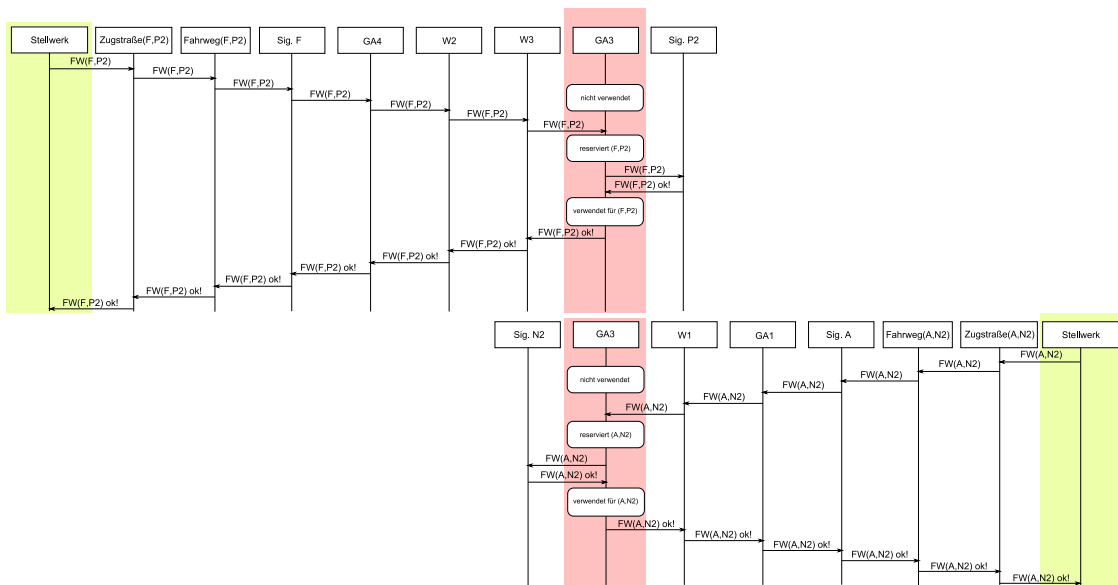 Stellwerk
Zugstraße(F,P2)
Fahrweg(F,P2)
Sig. F
GA4
W2
W3
GA3
Sig. P2
FW(F,P2)
FW(F,P2)
FW(F,P2)
FW(F,P2)
FW(F,P2)
FW(F,P2)
FW(F,P2)
nicht verwendet
reserviert (F,P2)
FW(F,P2)
FW(F,P2) ok!
verwendet für (F,P2)
FW(F,P2) ok!
FW(F,P2) ok!
FW(F,P2) ok!
FW(F,P2) ok!
FW(F,P2) ok!
FW(F,P2) ok!
FW(F,P2) ok!
Sig. N2
GA3
W1
GA1
Sig. A
Fahrweg(A,N2)
Zugstraße(A,N2)
Stellwerk
FW(A,N2)
FW(A,N2)
FW(A,N2)
FW(A,N2)
FW(A,N2)
FW(A,N2)
nicht verwendet
reserviert (A,N2)
FW(A,N2)
FW(A,N2) ok!
verwendet für (A,N2)
FW(A,N2) ok!
FW(A,N2) ok!
FW(A,N2) ok!
FW(A,N2) ok!
FW(A,N2) ok!
FW(A,N2) ok!